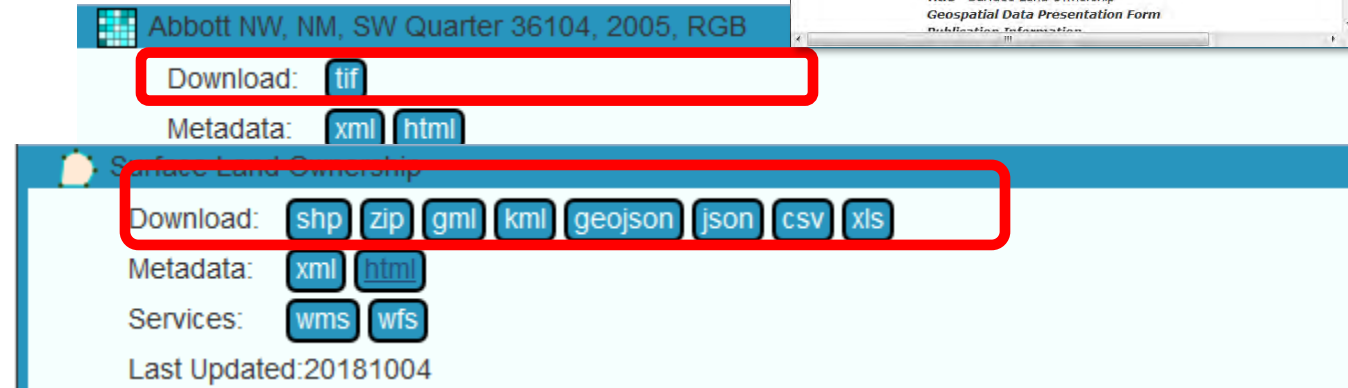 Geospatial Data Presentation Form
Abbott NW, NM, SW Quarter 36104, 2005, RGB
Download: tif
Metadata: xml html
Surface Land Ownership
Download: shp zip gml kml geojson json csv xls
Metadata: xml html
Services: wms wfs
Last Updated:20181004